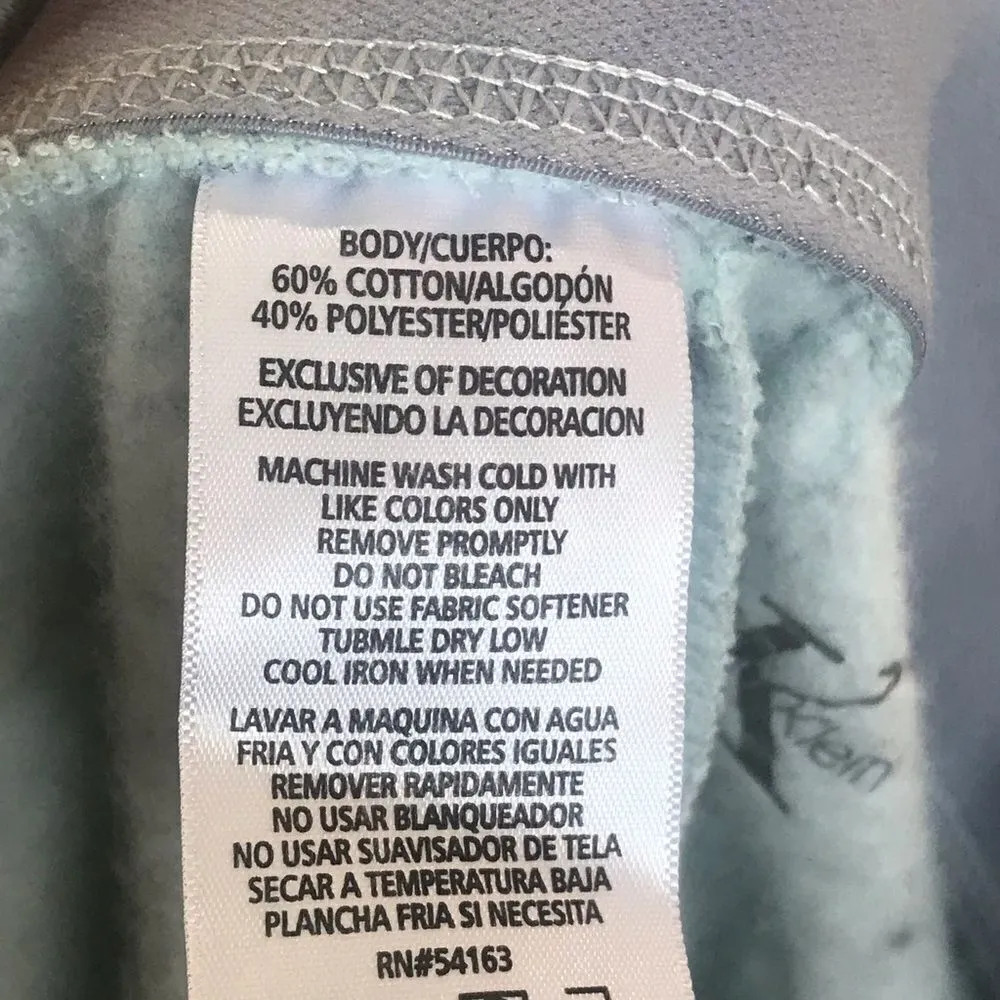 BODY/CUERPO:
60% COTTON/ALGODÓN
40% POLYESTER/POLIÉSTER
EXCLUSIVE OF DECORATION
EXCLUYENDO LA DECORACION
MACHINE WASH COLD WITH
LIKE COLORS ONLY
REMOVE PROMPTLY
DO NOT BLEACH
DO NOT USE FABRIC SOFTENER
TUBMLE DRY LOW
COOL IRON WHEN NEEDED
LAVAR A MAQUINA CON AGUA
FRIA Y CON COLORES IGUALES
REMOVER RAPIDAMENTE
NO USAR BLANQUEADOR
NO USAR SUAVISADOR DE TELA
SECAR A TEMPERATURA BAJA
PLANCHA FRIA SI NECESITA
RN#54163